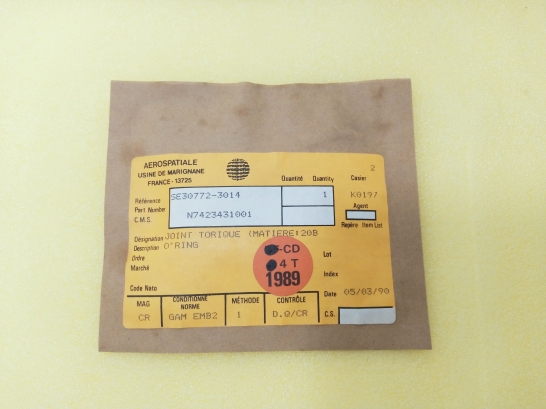 AEROSPATIALE
USINE DE MARIGNANE
FRANCE - 13725
Quantité Quantity
2
Casier
Référence
Part Number
SE30772-3014
1
K0197
C.M.S.
N7423431001
Agent
Repère Item List
Désignation JOINT TORIQUE (MATIERE:20B
Description O'RING
Ordre
Marché
-CD
4 T
1989
Lot
Index
Code Nato
Date 05/03/90
MAG
CONDITIONNE
NORME
MÉTHODE
CONTRÔLE
CR
GAM EMB2
1
D.Q/CR
C.S.